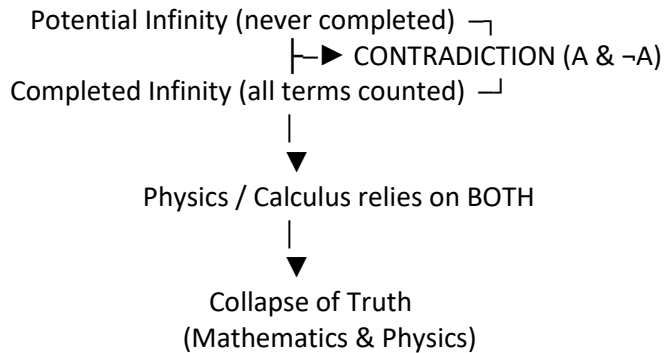 Potential Infinity (never completed) ─┐
├─► CONTRADICTION (A & ¬A)
Completed Infinity (all terms counted) ─┘
│
▼
Physics / Calculus relies on BOTH
│
▼
Collapse of Truth
(Mathematics & Physics)